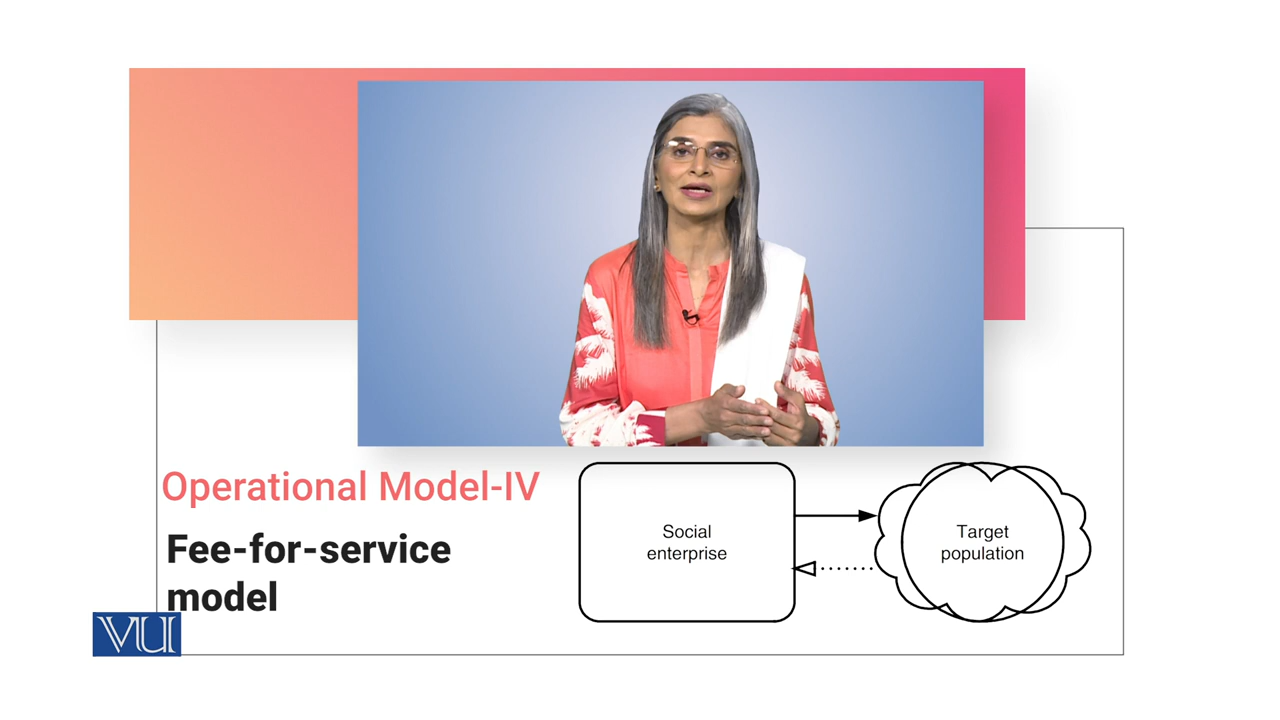 Operational Model-IV
Fee-for-service
model
Social
enterprise
Target
population
VU